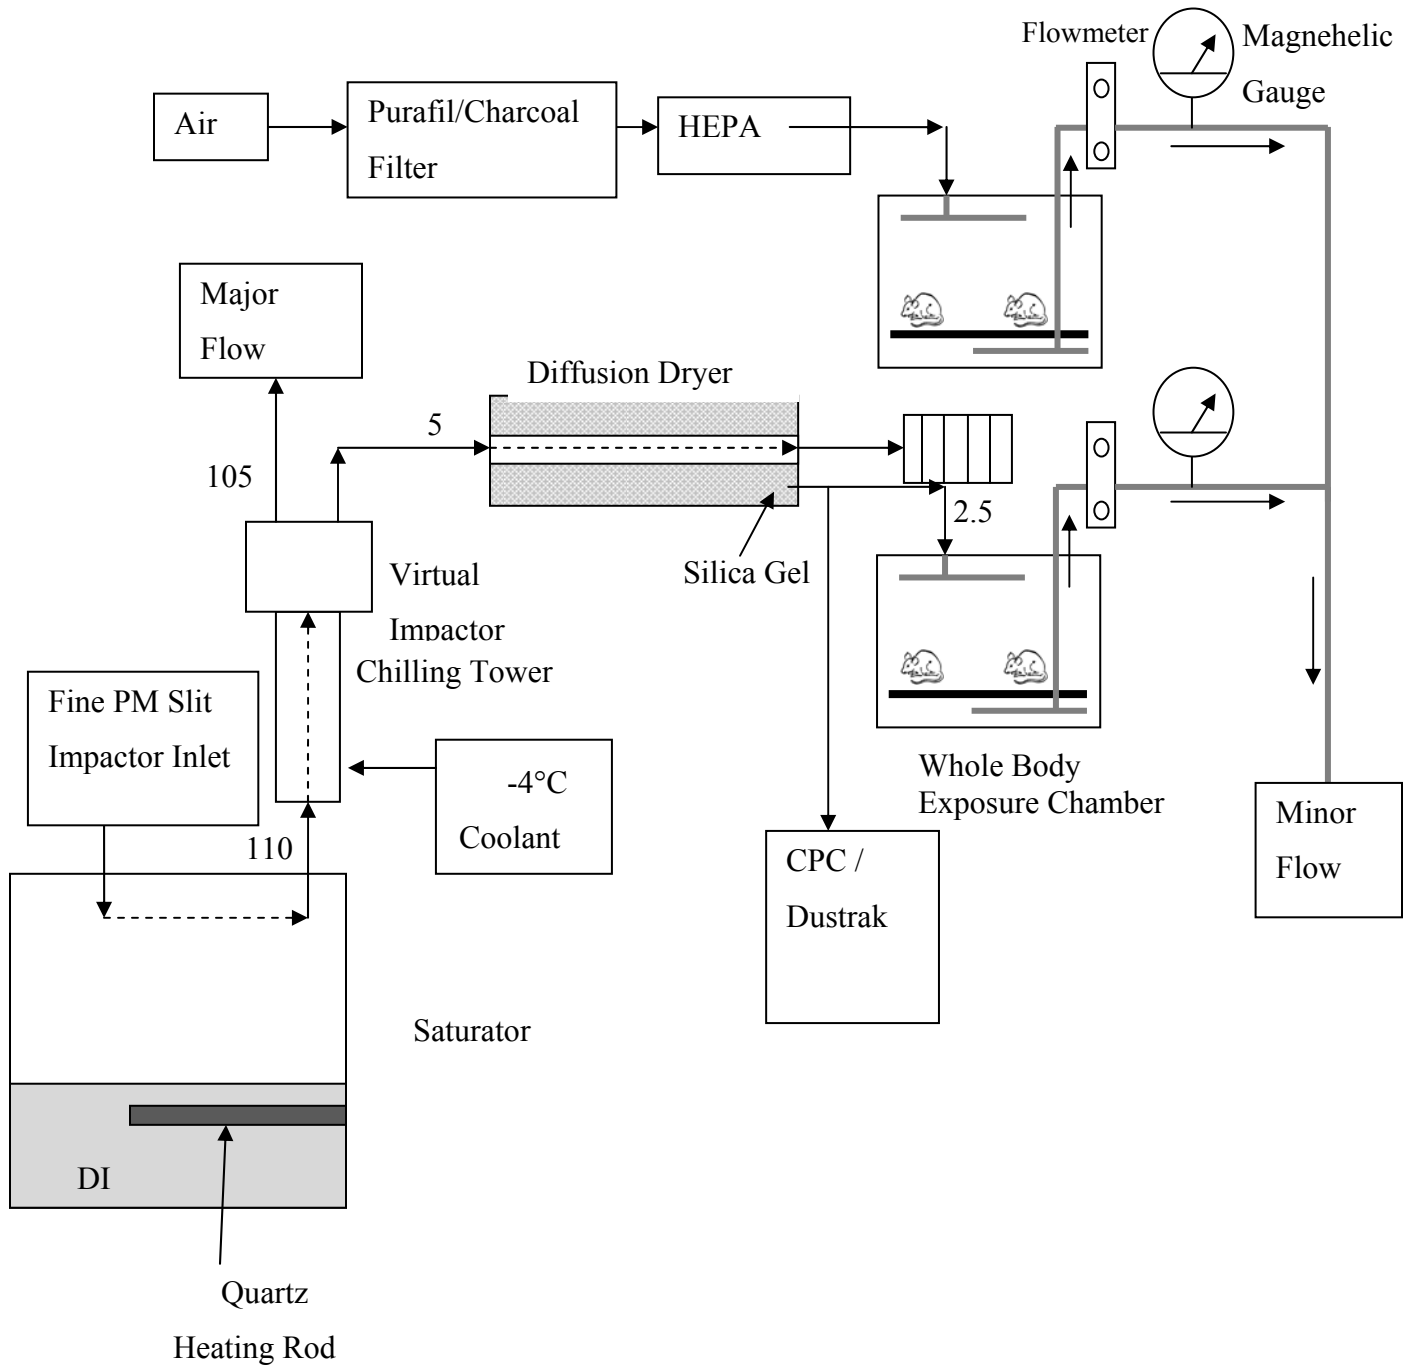 Flowmeter
Magnehelic
Gauge
Air
Purafil/Charcoal
Filter
HEPA
Major
Flow
Diffusion Dryer
5
105
2.5
Silica Gel
Virtual
Impactor
Chilling Tower
Fine PM Slit
Impactor Inlet
-4°C
Coolant
110
Whole Body
Exposure Chamber
Minor
Flow
CPC /
Dustrak
Saturator
DI
Quartz
Heating Rod